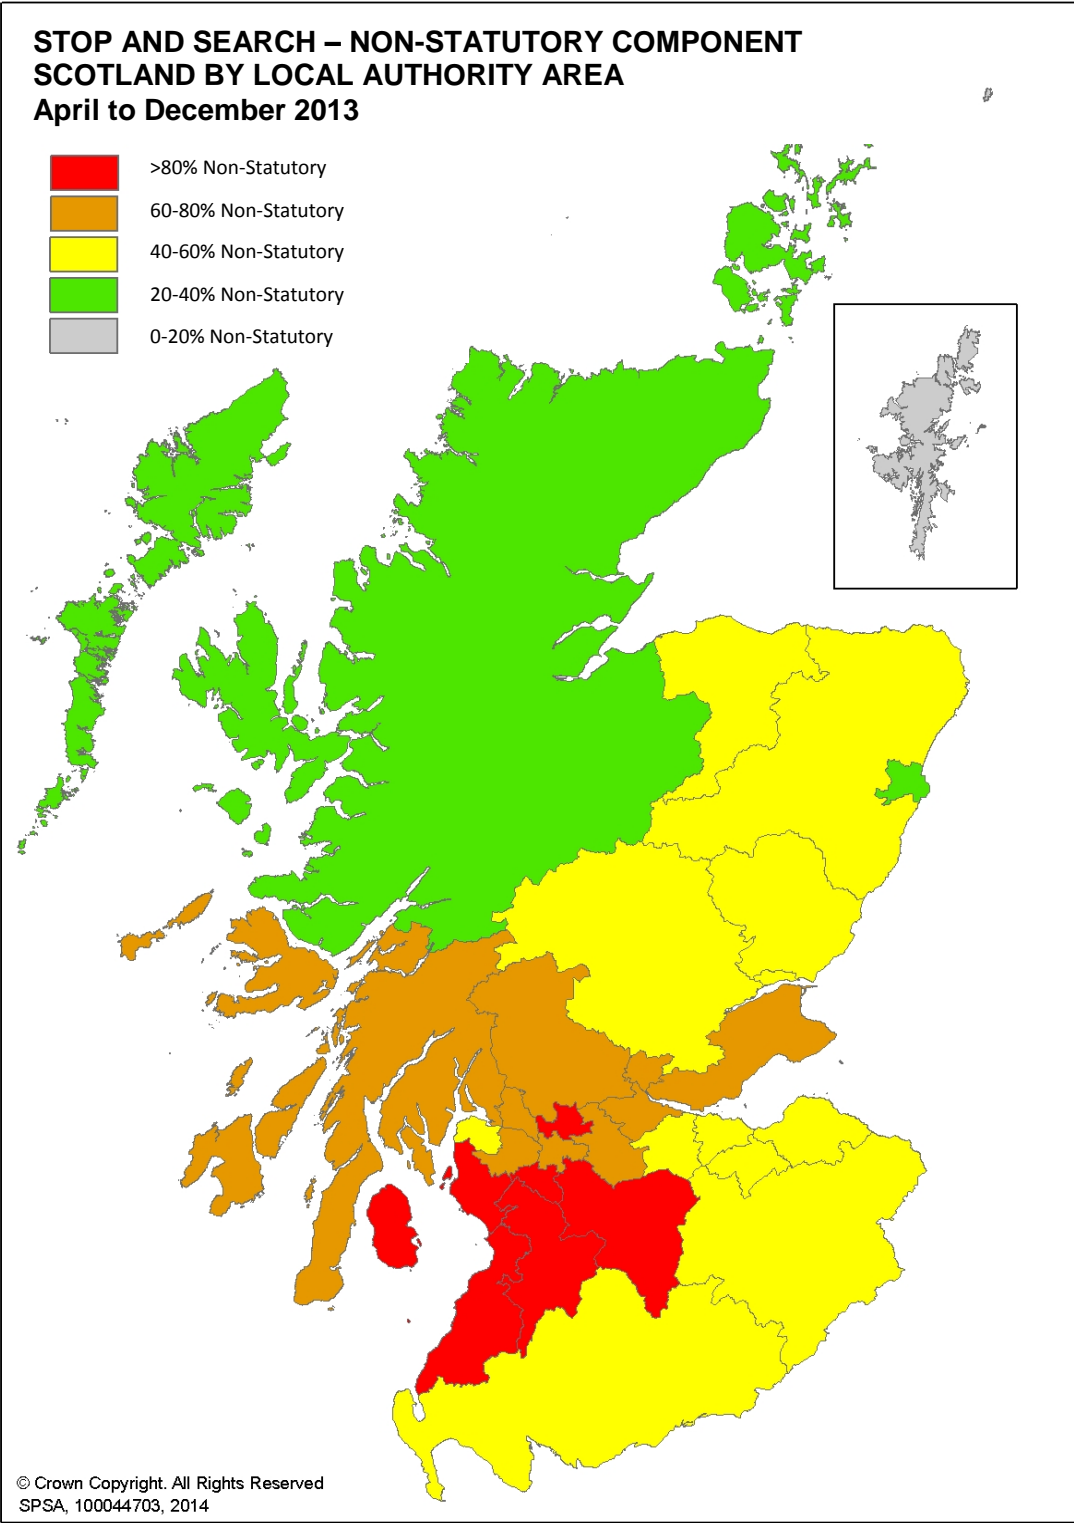 STOP AND SEARCH – NON-STATUTORY COMPONENT
SCOTLAND BY LOCAL AUTHORITY AREA
April to December 2013
>80% Non-Statutory
60-80% Non-Statutory
40-60% Non-Statutory
20-40% Non-Statutory
0-20% Non-Statutory
© Crown Copyright. All Rights Reserved
SPSA, 100044703, 2014